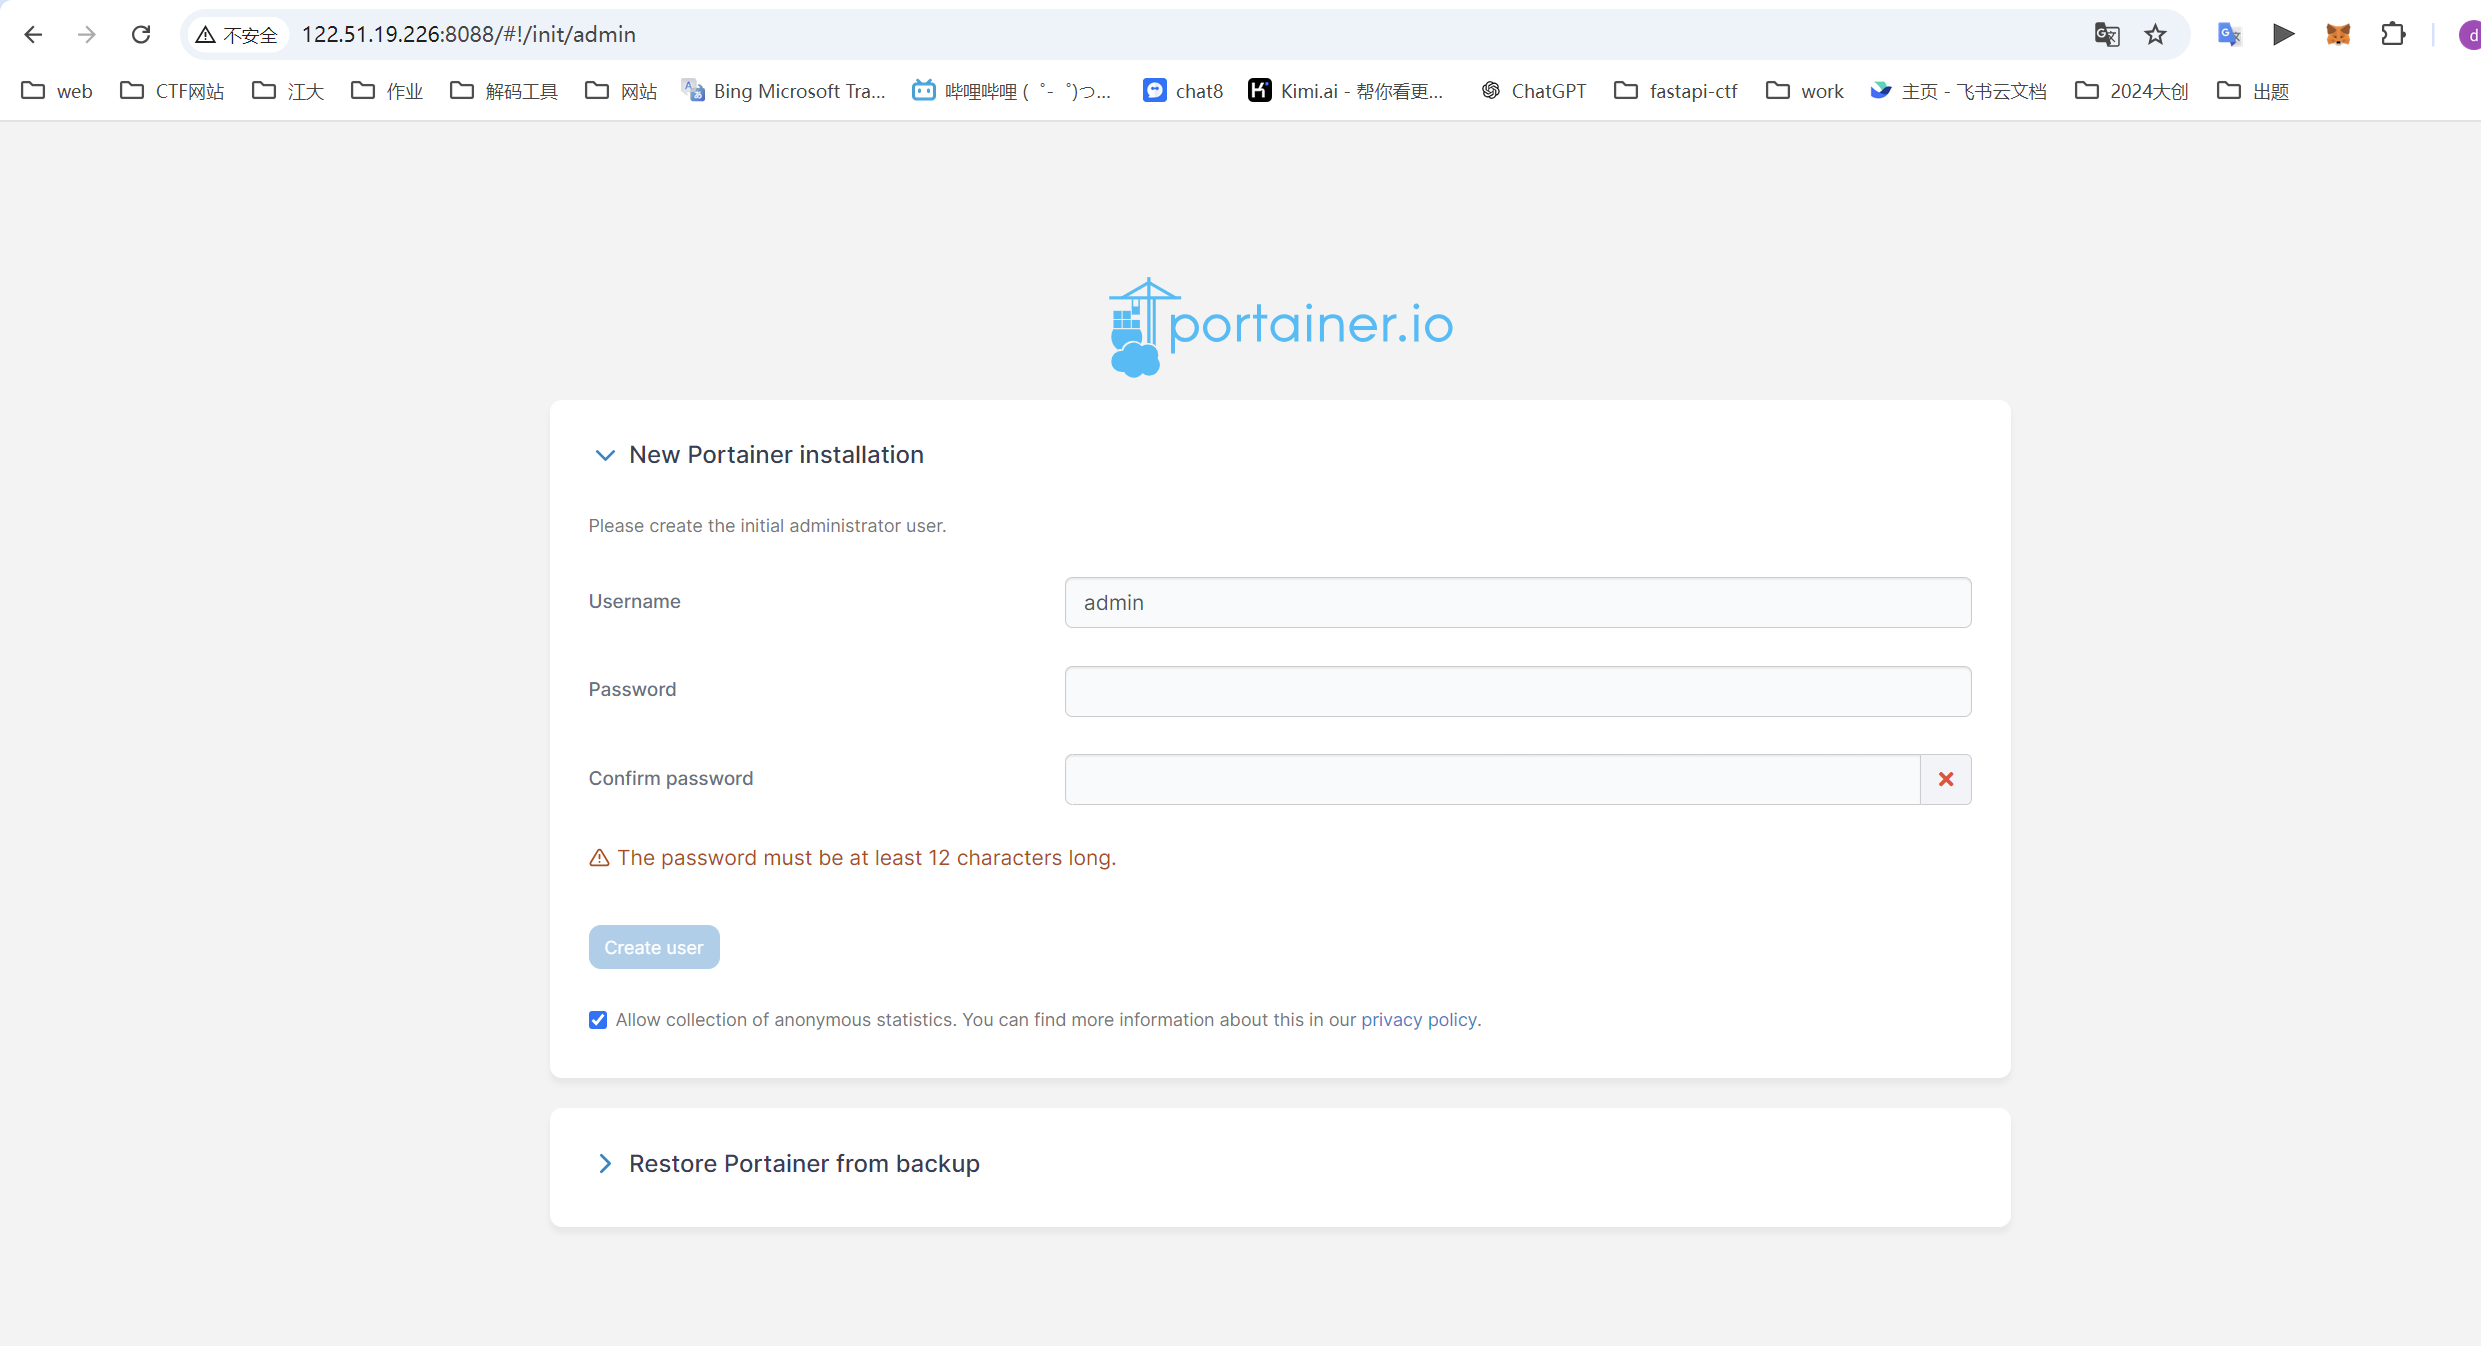 不安全 122.51.19.226:8088/#!/init/admin
web CTF网站 江大 作业 解码工具 网站 Bing Microsoft Tra... 哔哩哔哩 (゜-゜)つ... chat8 Kimi.ai - 帮你看更... ChatGPT fastapi-ctf work 主页 - 飞书云文档 2024大创 出题
portainer.io
New Portainer installation
Please create the initial administrator user.
Username admin
Password
Confirm password
The password must be at least 12 characters long.
Create user
Allow collection of anonymous statistics. You can find more information about this in our privacy policy.
Restore Portainer from backup